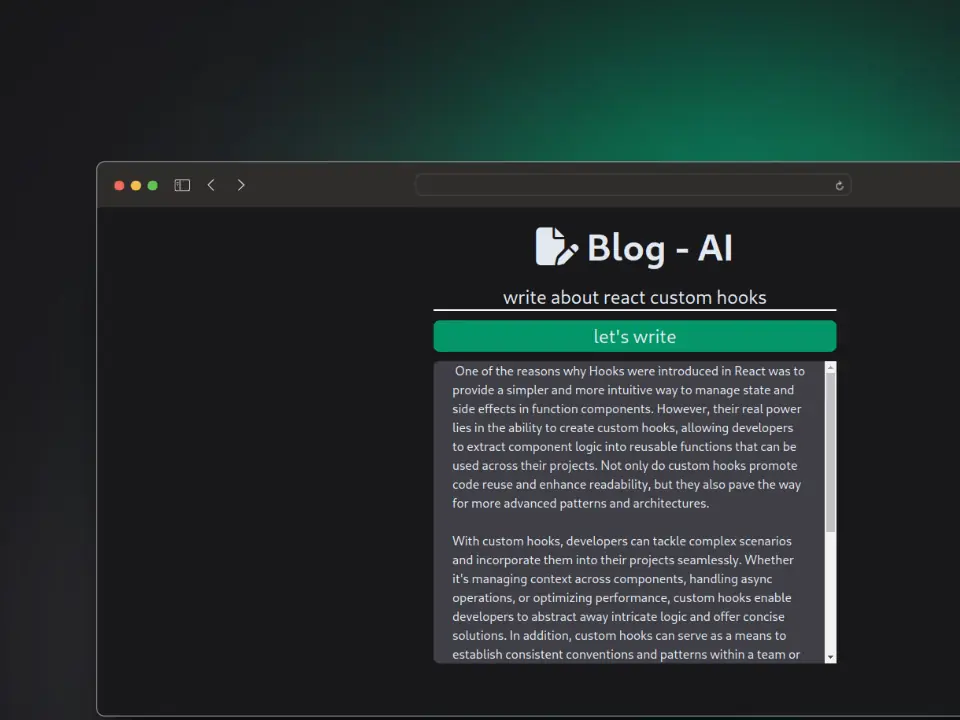 Blog - AI
write about react custom hooks
let's write
One of the reasons why Hooks were introduced in React was to
provide a simpler and more intuitive way to manage state and
side effects in function components. However, their real power
lies in the ability to create custom hooks, allowing developers
to extract component logic into reusable functions that can be
used across their projects. Not only do custom hooks promote
code reuse and enhance readability, but they also pave the way
for more advanced patterns and architectures.
With custom hooks, developers can tackle complex scenarios
and incorporate them into their projects seamlessly. Whether
it's managing context across components, handling async
operations, or optimizing performance, custom hooks enable
developers to abstract away intricate logic and offer concise
solutions. In addition, custom hooks can serve as a means to
establish consistent conventions and patterns within a team or